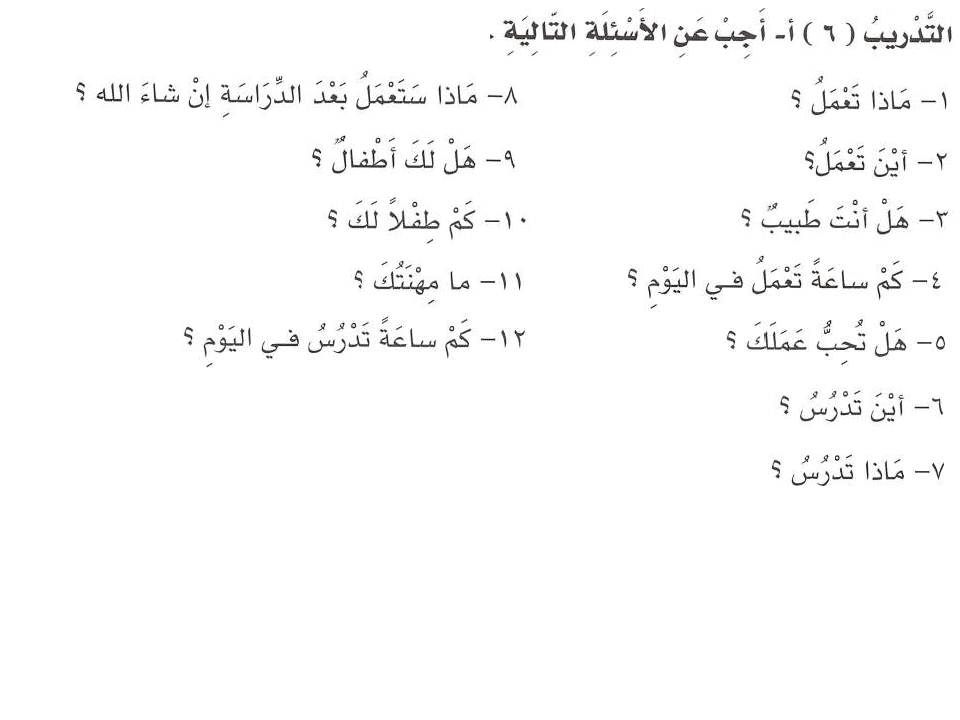 التَّدْريبُ ( ٦ ) أ- أَجِبْ عَنِ الأَسْئِلَةِ التّالِيَةِ .
١- مَاذا تَعْمَلُ ؟
٢- أيْنَ تَعْمَلُ؟
٣- هَلْ أنْتَ طَبيبٌ ؟
٤- كَمْ ساعَةً تَعْمَلُ في اليَوْمِ ؟
٥- هَلْ تُحِبُّ عَمَلَكَ ؟
٦- أيْنَ تَدْرُسُ ؟
٧- مَاذا تَدْرُسُ ؟
٨- مَاذا سَتَعْمَلُ بَعْدَ الدِّرَاسَةِ إنْ شاءَ الله ؟
٩- هَلْ لَكَ أَطْفالٌ ؟
١٠- كَمْ طِفْلاً لَكَ ؟
١١- ما مِهْنَتُكَ ؟
١٢- كَمْ ساعَةً تَدْرُسُ في اليَوْمِ ؟